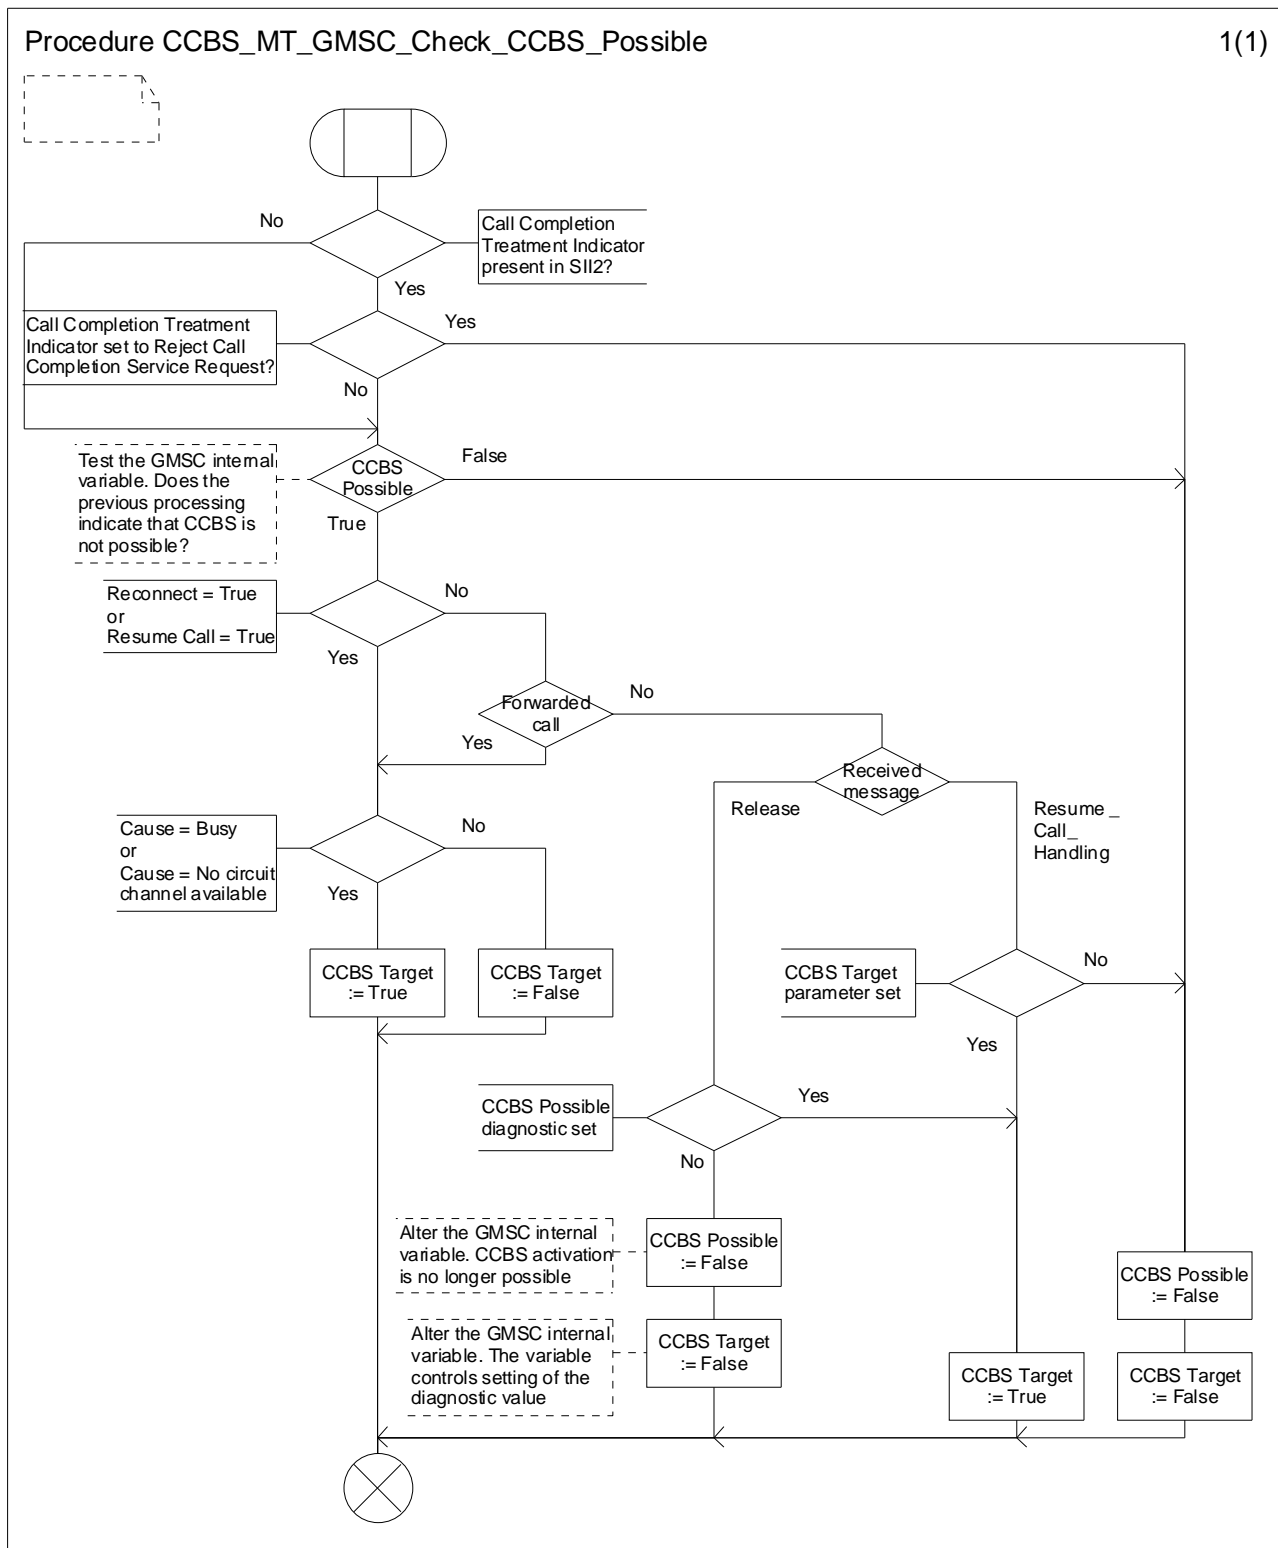 Procedure CCBS_MT_GMSC_Check_CCBS_Possible
1(1)
No
Call Completion
Treatment Indicator
present in SII2?
Yes
Call Completion Treatment
Indicator set to Reject Call
Completion Service Request?
Yes
No
Test the GMSC internal
variable. Does the
previous processing
indicate that CCBS is
not possible?
CCBS
Possible
False
True
Reconnect = True
or
Resume Call = True
No
Yes
Forwarded
call
No
Yes
Received
message
Release
Resume_
Call_
Handling
Cause = Busy
or
Cause = No circuit
channel available
No
Yes
CCBS Target
:= True
CCBS Target
:= False
CCBS Target
parameter set
No
Yes
CCBS Possible
diagnostic set
Yes
No
Alter the GMSC internal
variable. CCBS activation
is no longer possible
CCBS Possible
:= False
CCBS Possible
:= False
Alter the GMSC internal
variable. The variable
controls setting of the
diagnostic value
CCBS Target
:= False
CCBS Target
:= True
CCBS Target
:= False